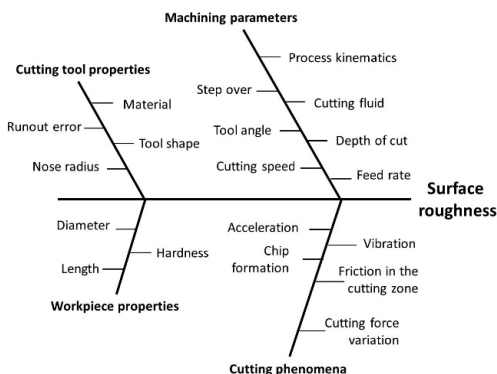 Machining parameters
Process kinematics
Cutting tool properties
Step over
Material
Cutting fluid
Runout error
Tool angle
Tool shape
Depth of cut
Nose radius
Cutting speed
Feed rate
Surface
roughness
Diameter
Acceleration
Hardness
Chip
formation
Vibration
Length
Friction in the
cutting zone
Workpiece properties
Cutting force
variation
Cutting phenomena